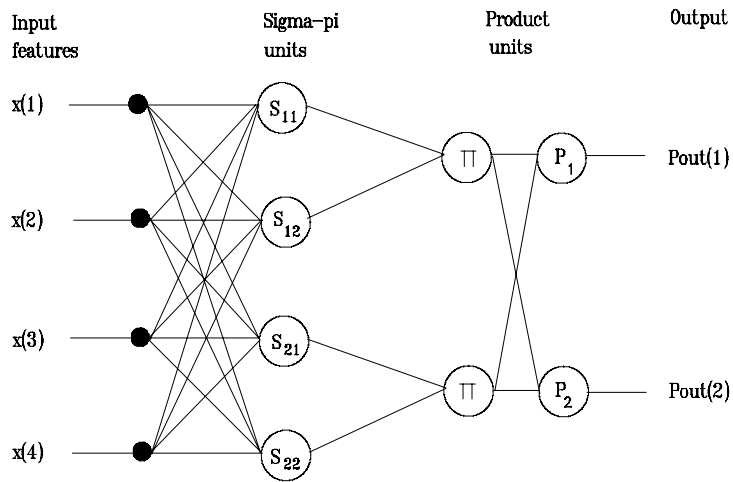 Input features
Sigma-pi units
Product units
Output
x(1)
x(2)
x(3)
x(4)
S11
S12
S21
S22
Π
Π
P1
P2
Pout(1)
Pout(2)